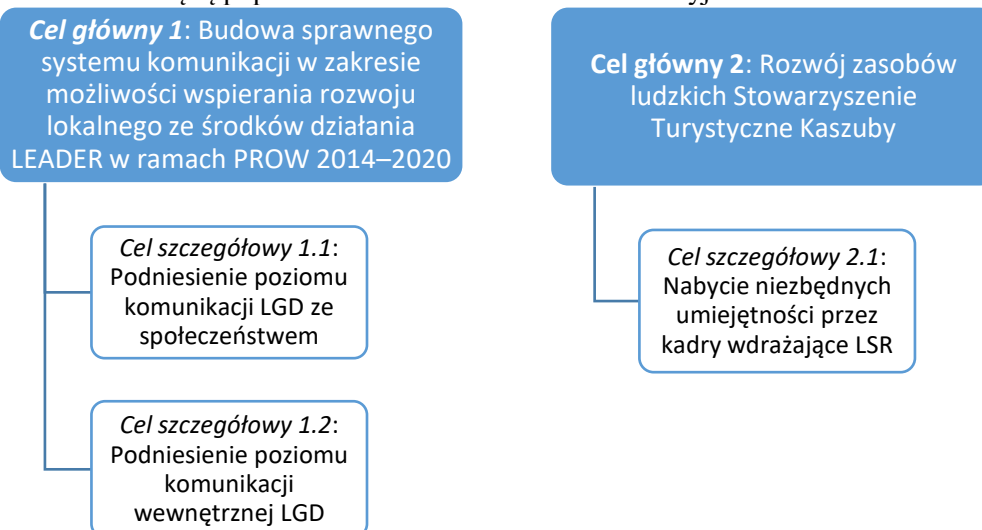 Cel główny 1: Budowa sprawnego
systemu komunikacji w zakresie
możliwości wspierania rozwoju
lokalnego ze środków działania
LEADER w ramach PROW 2014–2020
Cel szczegółowy 1.1:
Podniesienie poziomu
komunikacji LGD ze
społeczeństwem
Cel szczegółowy 1.2:
Podniesienie poziomu
komunikacji
wewnętrznej LGD
Cel główny 2: Rozwój zasobów
ludzkich Stowarzyszenie
Turystyczne Kaszuby
Cel szczegółowy 2.1:
Nabycie niezbędnych
umiejętności przez
kadry wdrażające LSR